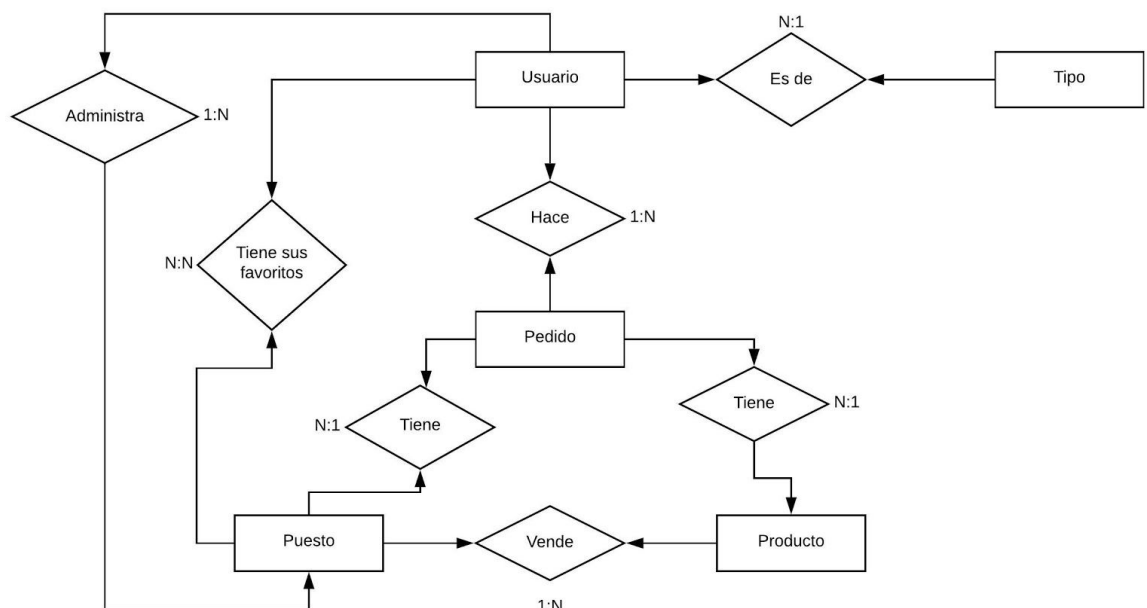 N:1
Usuario
Es de
Tipo
Administra
1:N
Hace
1:N
Tiene sus
favoritos
N:N
Pedido
Tiene
N:1
Tiene
N:1
Puesto
Vende
Producto
1:N